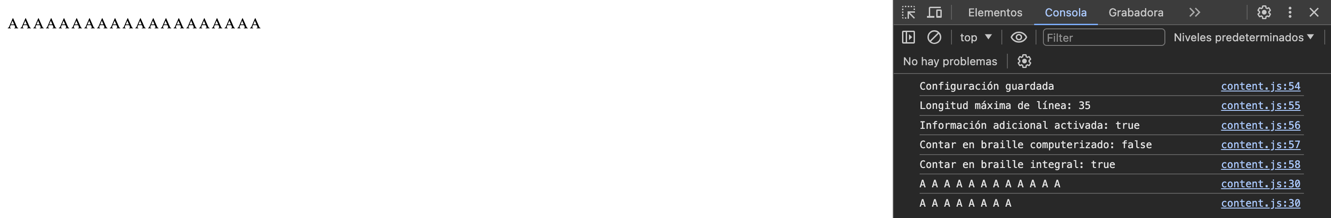 A A A A A A A A A A A A A A A A A A A A
Elementos Consola Grabadora
top Filter Niveles predeterminados
No hay problemas
Configuración guardada content.js:54
Longitud máxima de línea: 35 content.js:55
Información adicional activada: true content.js:56
Contar en braille computerizado: false content.js:57
Contar en braille integral: true content.js:58
A A A A A A A A A A A A content.js:30
A A A A A A A A content.js:30